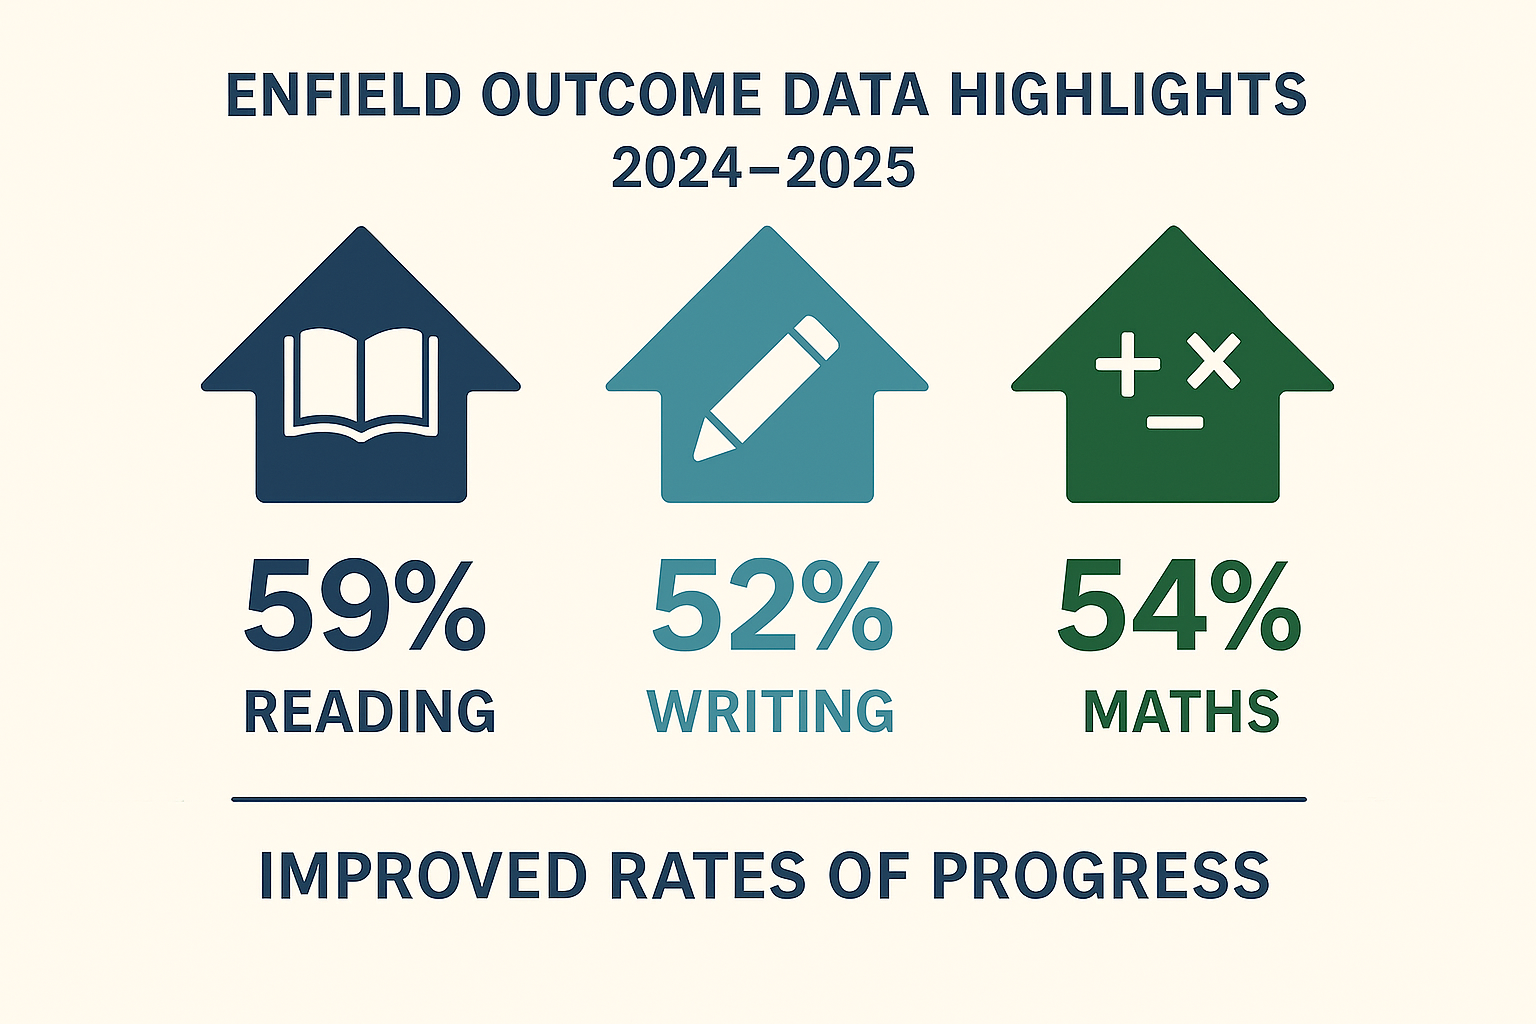 ENFIELD OUTCOME DATA HIGHLIGHTS
2024–2025
59%
READING
52%
WRITING
54%
MATHS
IMPROVED RATES OF PROGRESS